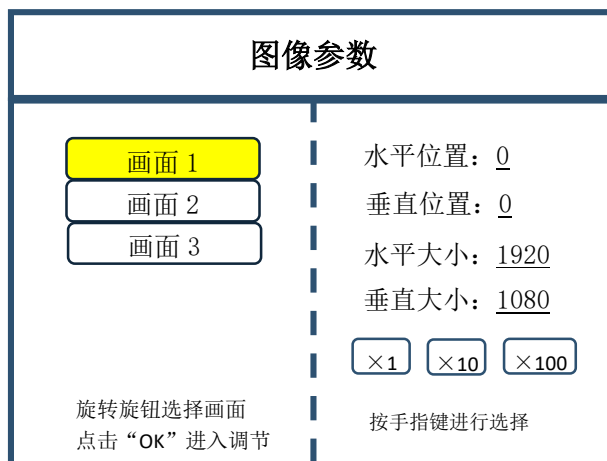 图像参数
画面 1
画面 2
画面 3
旋转旋钮选择画面
点击“OK”进入调节
水平位置：0
垂直位置：0
水平大小：1920
垂直大小：1080
×1 ×10 ×100
按手指键进行选择